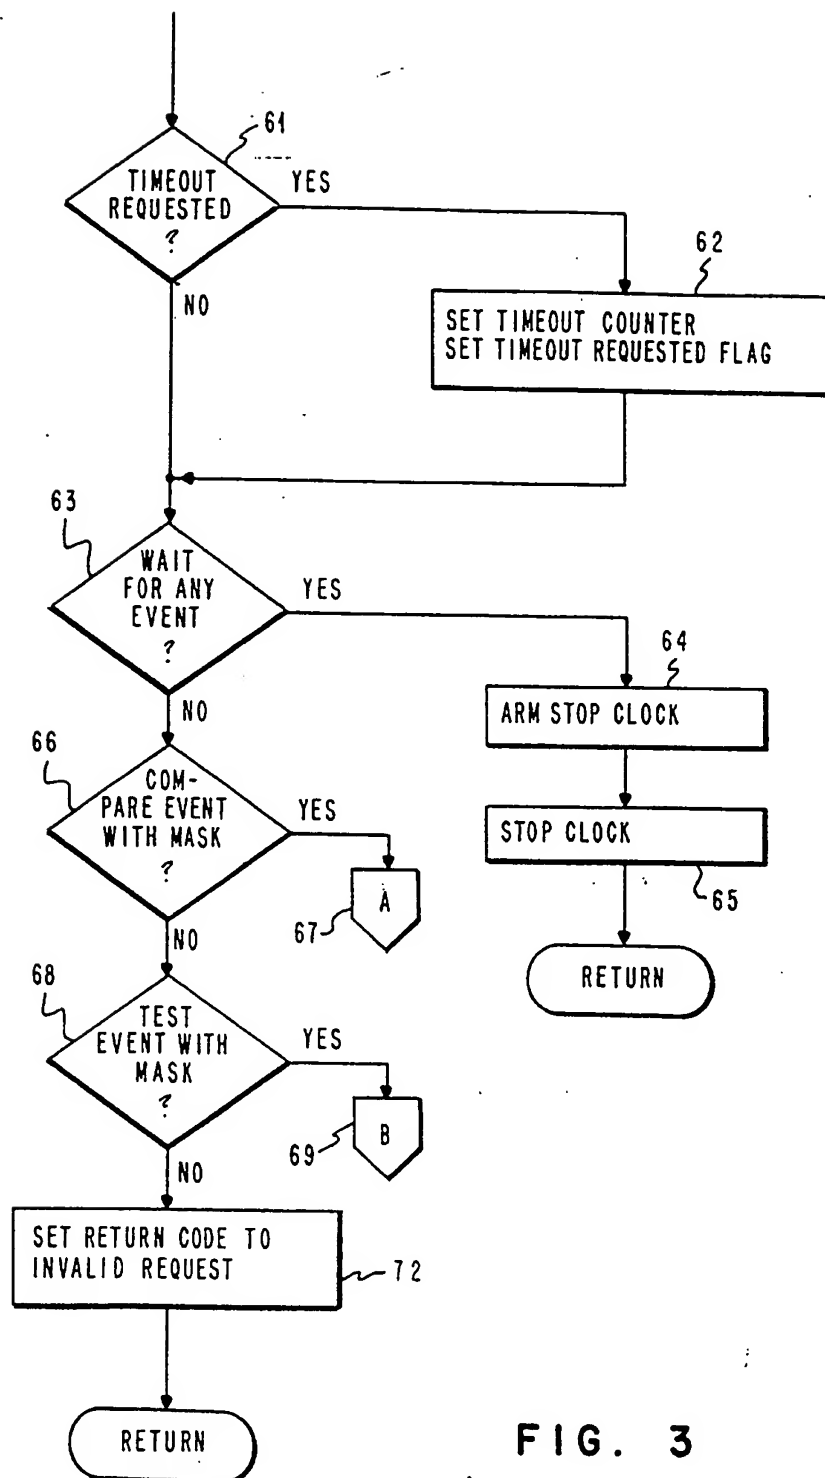 61
TIMEOUT
REQUESTED
?
YES
NO
62
SET TIMEOUT COUNTER
SET TIMEOUT REQUESTED FLAG
63
WAIT
FOR ANY
EVENT
?
YES
NO
64
ARM STOP CLOCK
STOP CLOCK
65
RETURN
66
COM-
PARE EVENT
WITH MASK
?
YES
NO
A
67
68
TEST
EVENT WITH
MASK
?
YES
NO
B
69
SET RETURN CODE TO
INVALID REQUEST
72
RETURN
FIG. 3